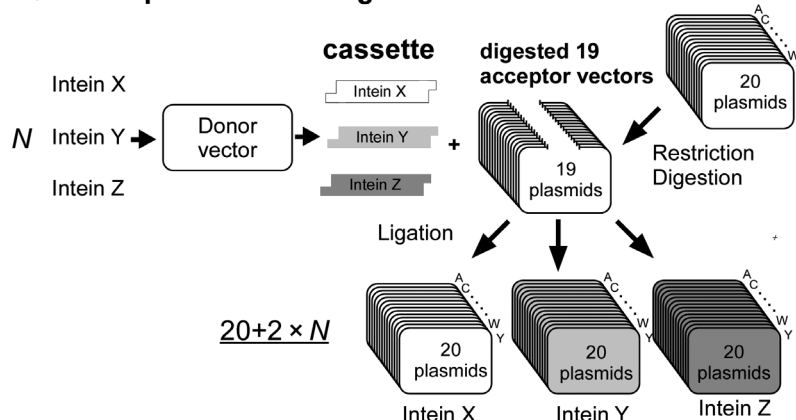 cassette
digested 19
acceptor vectors
A
C
W
20
plasmids
Intein X
N Intein Y
Intein Z
Donor
vector
Intein X
Intein Y
Intein Z
+
19
plasmids
Restriction
Digestion
Ligation
20+2 × N
A
C
W
Y
20
plasmids
Intein X
A
C
W
Y
20
plasmids
Intein Y
A
C
W
Y
20
plasmids
Intein Z